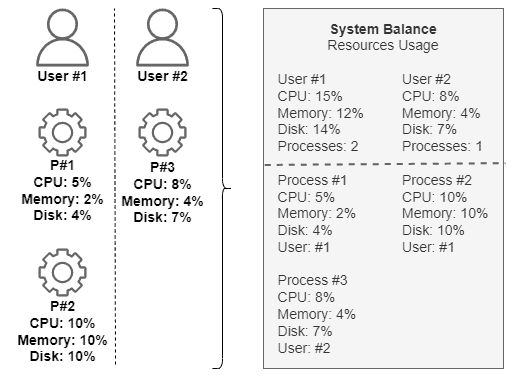 User #1
P#1
CPU: 5%
Memory: 2%
Disk: 4%
P#2
CPU: 10%
Memory: 10%
Disk: 10%
User #2
P#3
CPU: 8%
Memory: 4%
Disk: 7%
System Balance
Resources Usage
User #1
CPU: 15%
Memory: 12%
Disk: 14%
Processes: 2
User #2
CPU: 8%
Memory: 4%
Disk: 7%
Processes: 1
Process #1
CPU: 5%
Memory: 2%
Disk: 4%
User: #1
Process #2
CPU: 10%
Memory: 10%
Disk: 10%
User: #1
Process #3
CPU: 8%
Memory: 4%
Disk: 7%
User: #2